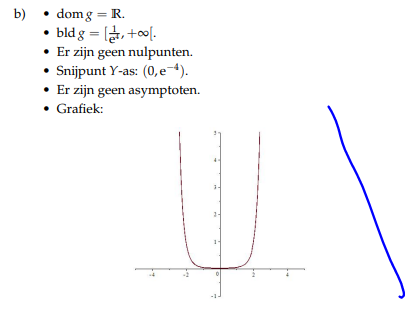 b) • dom g = ℝ.
• bld g = [1/e⁴, +∞[.
• Er zijn geen nulpunten.
• Snijpunt Y-as: (0, e⁻⁴).
• Er zijn geen asymptoten.
• Grafiek:
5
4
3
2
1
-4 -2 0 2 4
-1